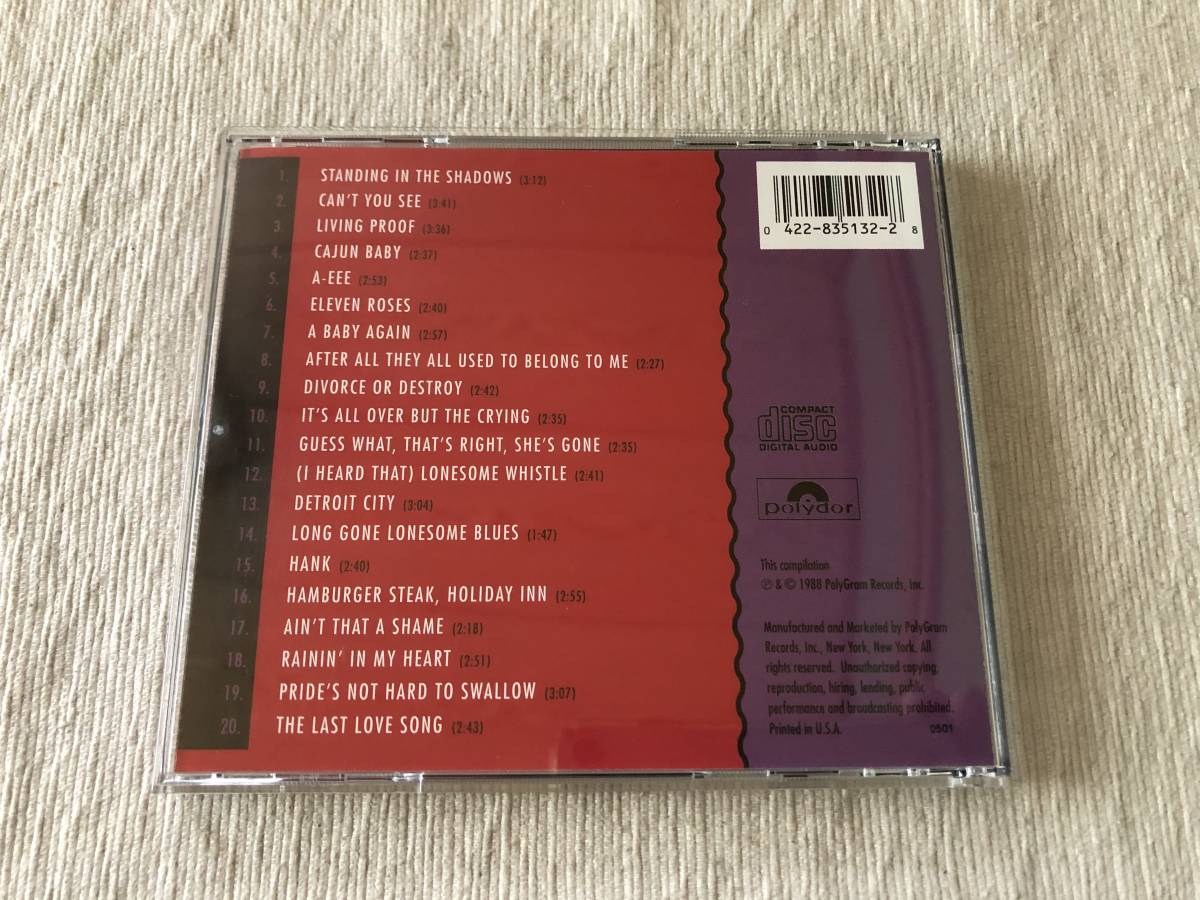 1. STANDING IN THE SHADOWS (3:12)
2. CAN'T YOU SEE (3:41)
3. LIVING PROOF (3:36)
4. CAJUN BABY (2:37)
5. A-EEE (2:53)
6. ELEVEN ROSES (2:40)
7. A BABY AGAIN (2:57)
8. AFTER ALL THEY ALL USED TO BELONG TO ME (2:27)
9. DIVORCE OR DESTROY (2:42)
10. IT'S ALL OVER BUT THE CRYING (2:35)
11. GUESS WHAT, THAT'S RIGHT, SHE'S GONE (2:35)
12. (I HEARD THAT) LONESOME WHISTLE (2:41)
13. DETROIT CITY (3:04)
14. LONG GONE LONESOME BLUES (1:47)
15. HANK (2:40)
16. HAMBURGER STEAK, HOLIDAY INN (2:55)
17. AIN'T THAT A SHAME (2:18)
18. RAININ' IN MY HEART (2:51)
19. PRIDE'S NOT HARD TO SWALLOW (3:07)
20. THE LAST LOVE SONG (2:43)
0 422-835132-2 8
COMPACT
disc
DIGITAL AUDIO
polydor
This compilation
℗ & © 1988 PolyGram Records, Inc.
Manufactured and Marketed by PolyGram
Records, Inc., New York, New York. All
rights reserved. Unauthorized copying,
reproduction, hiring, lending, public
performance and broadcasting prohibited.
Printed in U.S.A. 0501